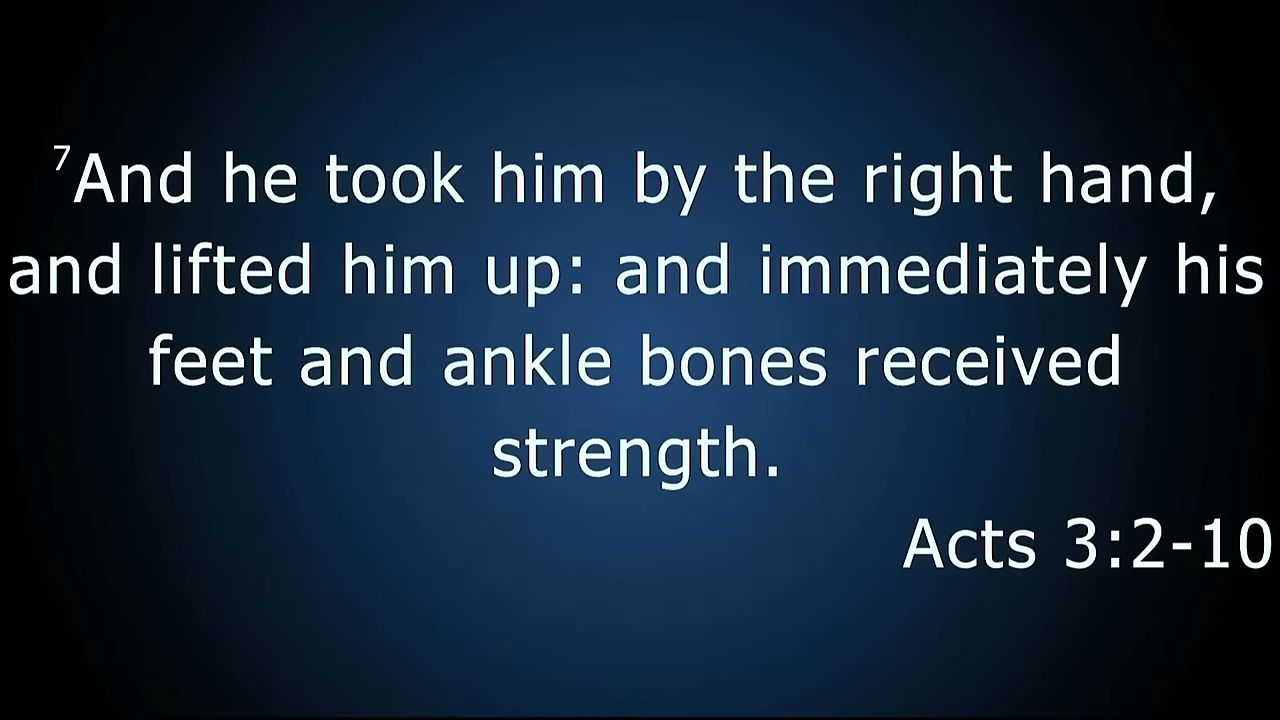 ⁷And he took him by the right hand,
and lifted him up: and immediately his
feet and ankle bones received
strength.
Acts 3:2-10